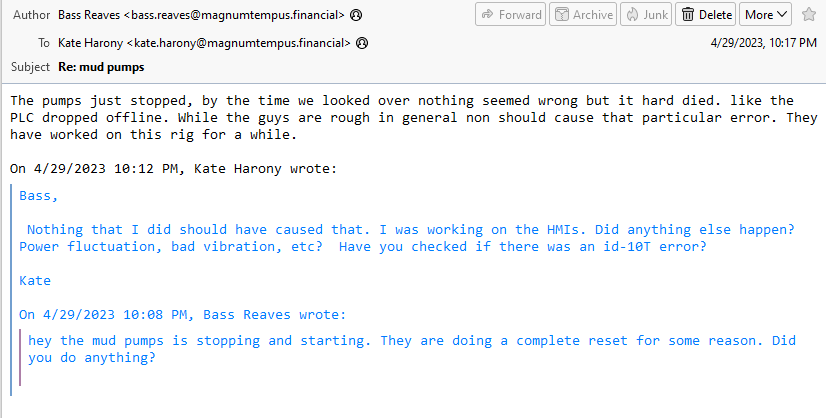 Author Bass Reaves <bass.reaves@magnumtempus.financial> Forward Archive Junk Delete More
To Kate Harony <kate.harony@magnumtempus.financial> 4/29/2023, 10:17 PM
Subject Re: mud pumps
The pumps just stopped, by the time we looked over nothing seemed wrong but it hard died. like the
PLC dropped offline. While the guys are rough in general non should cause that particular error. They
have worked on this rig for a while.
On 4/29/2023 10:12 PM, Kate Harony wrote:
Bass,
Nothing that I did should have caused that. I was working on the HMIs. Did anything else happen?
Power fluctuation, bad vibration, etc?  Have you checked if there was an id-10T error?
Kate
On 4/29/2023 10:08 PM, Bass Reaves wrote:
hey the mud pumps is stopping and starting. They are doing a complete reset for some reason. Did
you do anything?